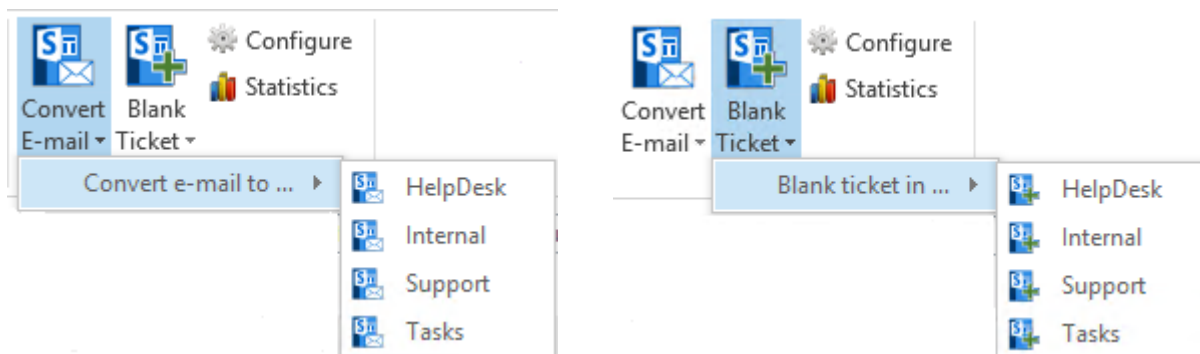 Convert
E-mail
Blank
Ticket
Configure
Statistics
Convert e-mail to ...
HelpDesk
Internal
Support
Tasks
Convert
E-mail
Blank
Ticket
Configure
Statistics
Blank ticket in ...
HelpDesk
Internal
Support
Tasks